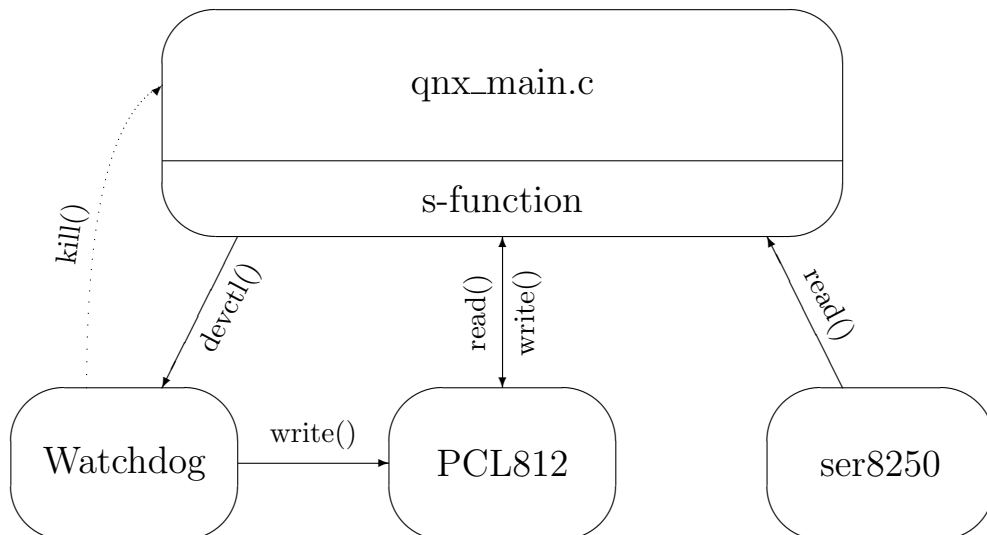 qnx_main.c
s-function
kill()
devctl()
read()
write()
read()
write()
Watchdog
PCL812
ser8250